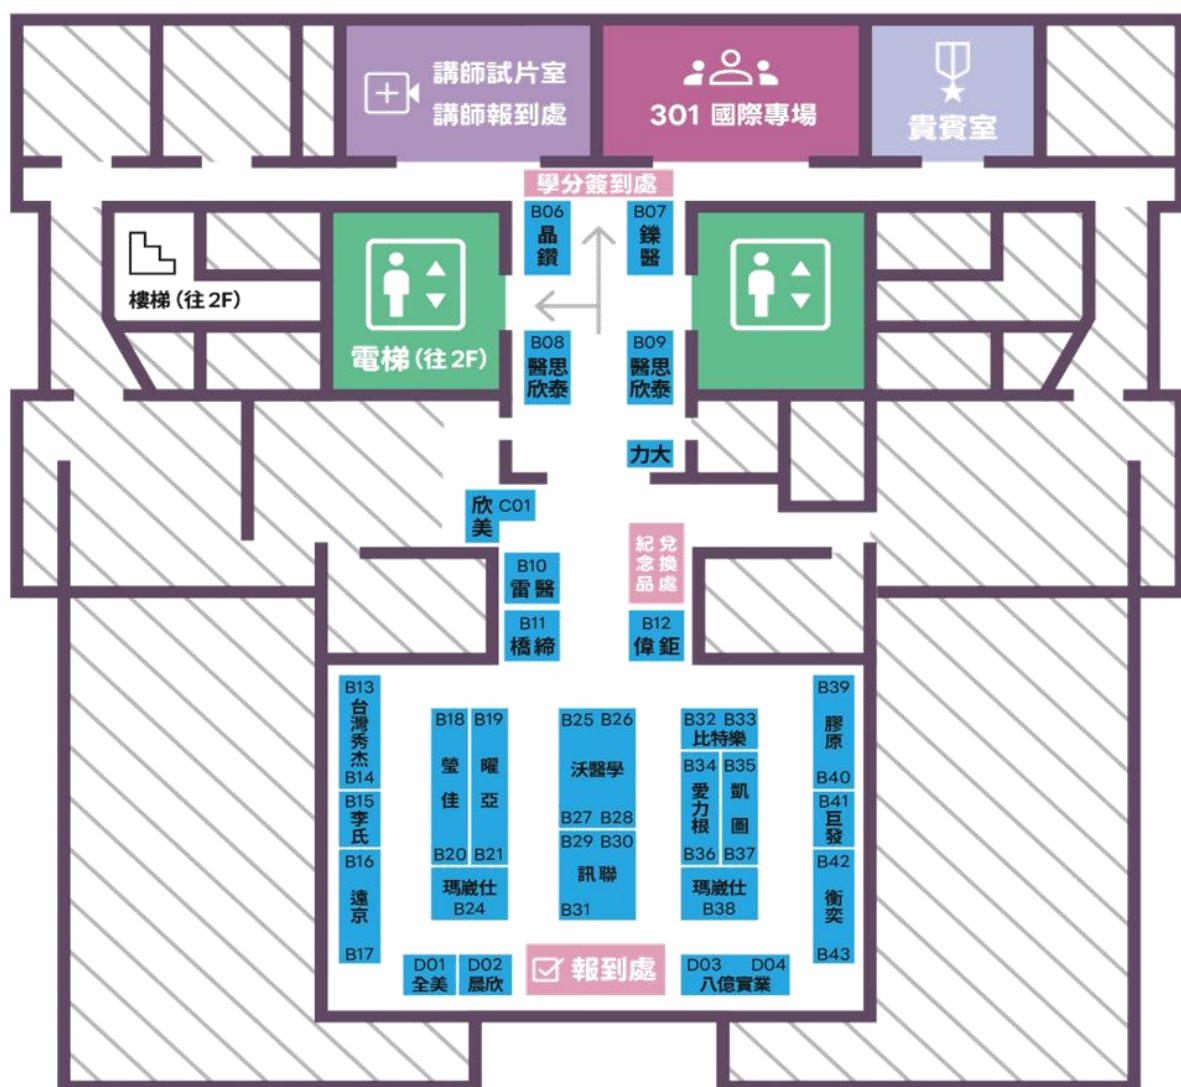 講師試片室
講師報到處
301 國際專場
貴賓室
學分簽到處
B06
晶鑽
B07
鑠醫
樓梯(往2F)
電梯(往2F)
B08
醫思
欣泰
B09
醫思
欣泰
力大
欣美 C01
B10
雷醫
兌換處
紀念品
B11
橋締
B12
偉鉅
B13
台灣秀杰
B14
B15
李氏
B16
遠京
B17
B18
瑩佳
B20
B19
曜亞
B21
瑪崴仕
B24
B25 B26
沃醫學
B27 B28
B29 B30
訊聯
B31
B32 B33
比特樂
B34
愛力根
B36
B35
凱圖
B37
瑪崴仕
B38
B39
膠原
B40
B41
巨發
B42
衡奕
B43
D01
全美
D02
晨欣
報到處
D03 D04
八億實業